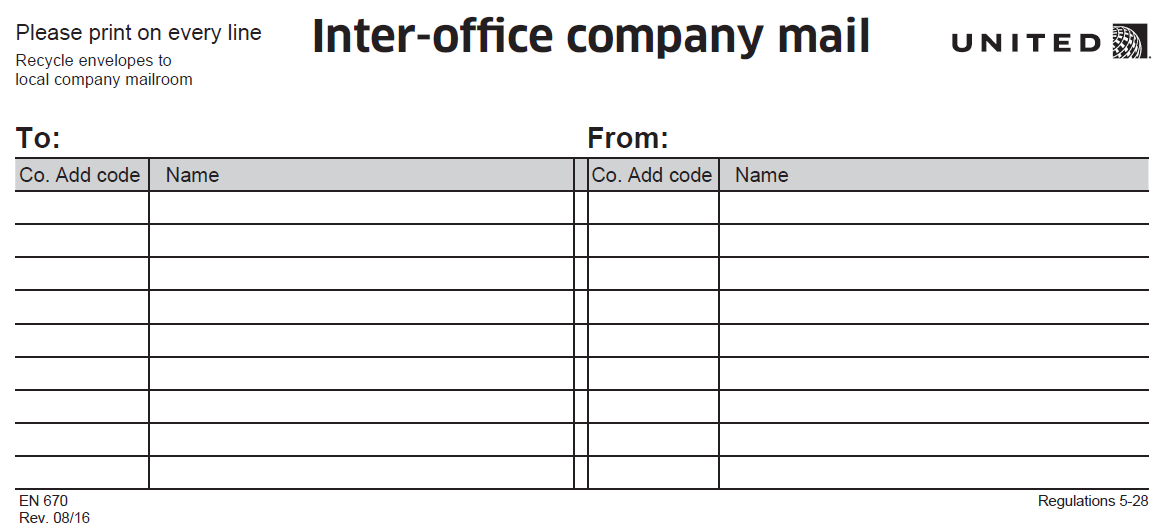 Please print on every line
Recycle envelopes to
local company mailroom
Inter-office company mail
UNITED
To:
From:
Co. Add code Name Co. Add code Name
EN 670
Rev. 08/16
Regulations 5-28